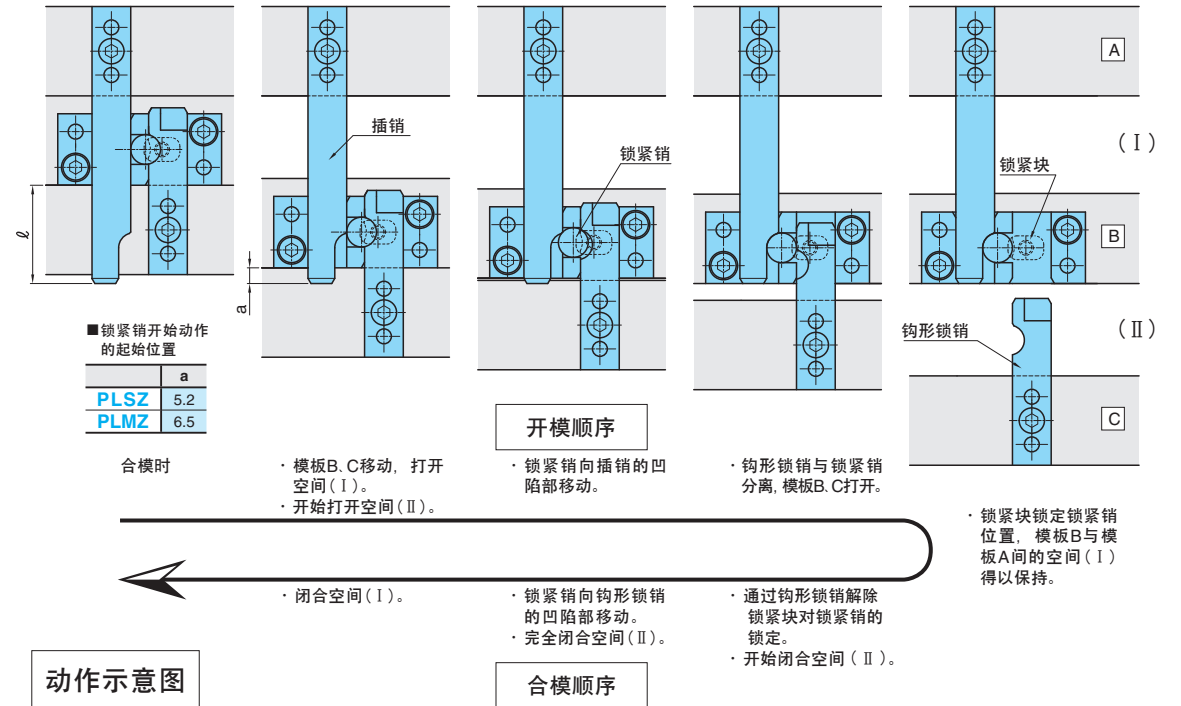 A
插销
(Ⅰ)
锁紧销
锁紧块
B
ℓ
a
■锁紧销开始动作
的起始位置
a
PLSZ 5.2
PLMZ 6.5
(Ⅱ)
钩形锁销
C
开模顺序
合模时
· 模板B、C移动, 打开
空间(Ⅰ)。
· 开始打开空间(Ⅱ)。
· 锁紧销向插销的凹
陷部移动。
· 钩形锁销与锁紧销
分离, 模板B、C打开。
· 锁紧块锁定锁紧销
位置, 模板B与模
板A间的空间(Ⅰ)
得以保持。
· 闭合空间(Ⅰ)。
· 锁紧销向钩形锁销
的凹陷部移动。
· 完全闭合空间(Ⅱ)。
· 通过钩形锁销解除
锁紧块对锁紧销的
锁定。
· 开始闭合空间(Ⅱ)。
动作示意图
合模顺序